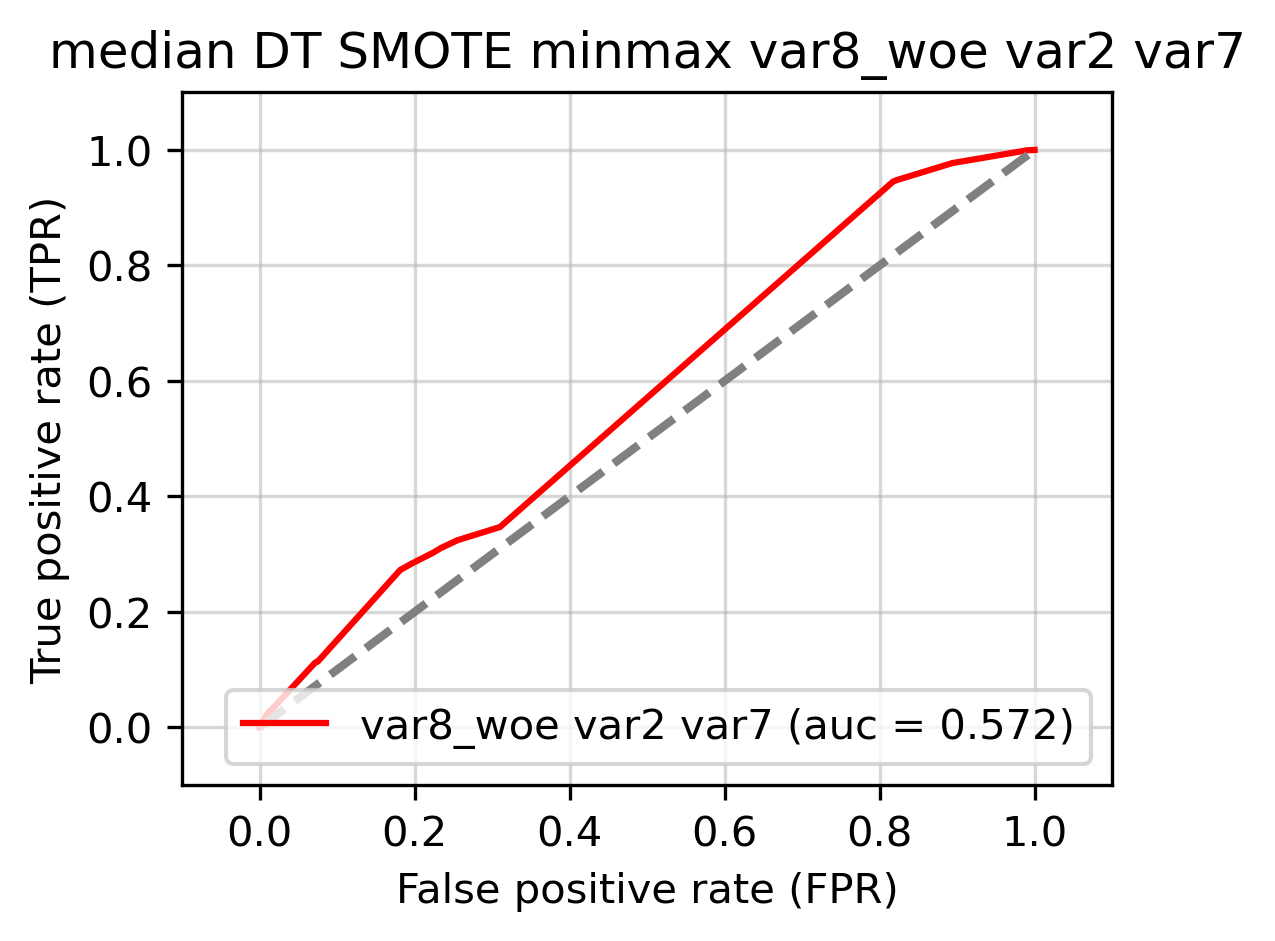 median DT SMOTE minmax var8_woe var2 var7
True positive rate (TPR)
1.0
0.8
0.6
0.4
0.2
0.0
var8_woe var2 var7 (auc = 0.572)
0.0 0.2 0.4 0.6 0.8 1.0
False positive rate (FPR)